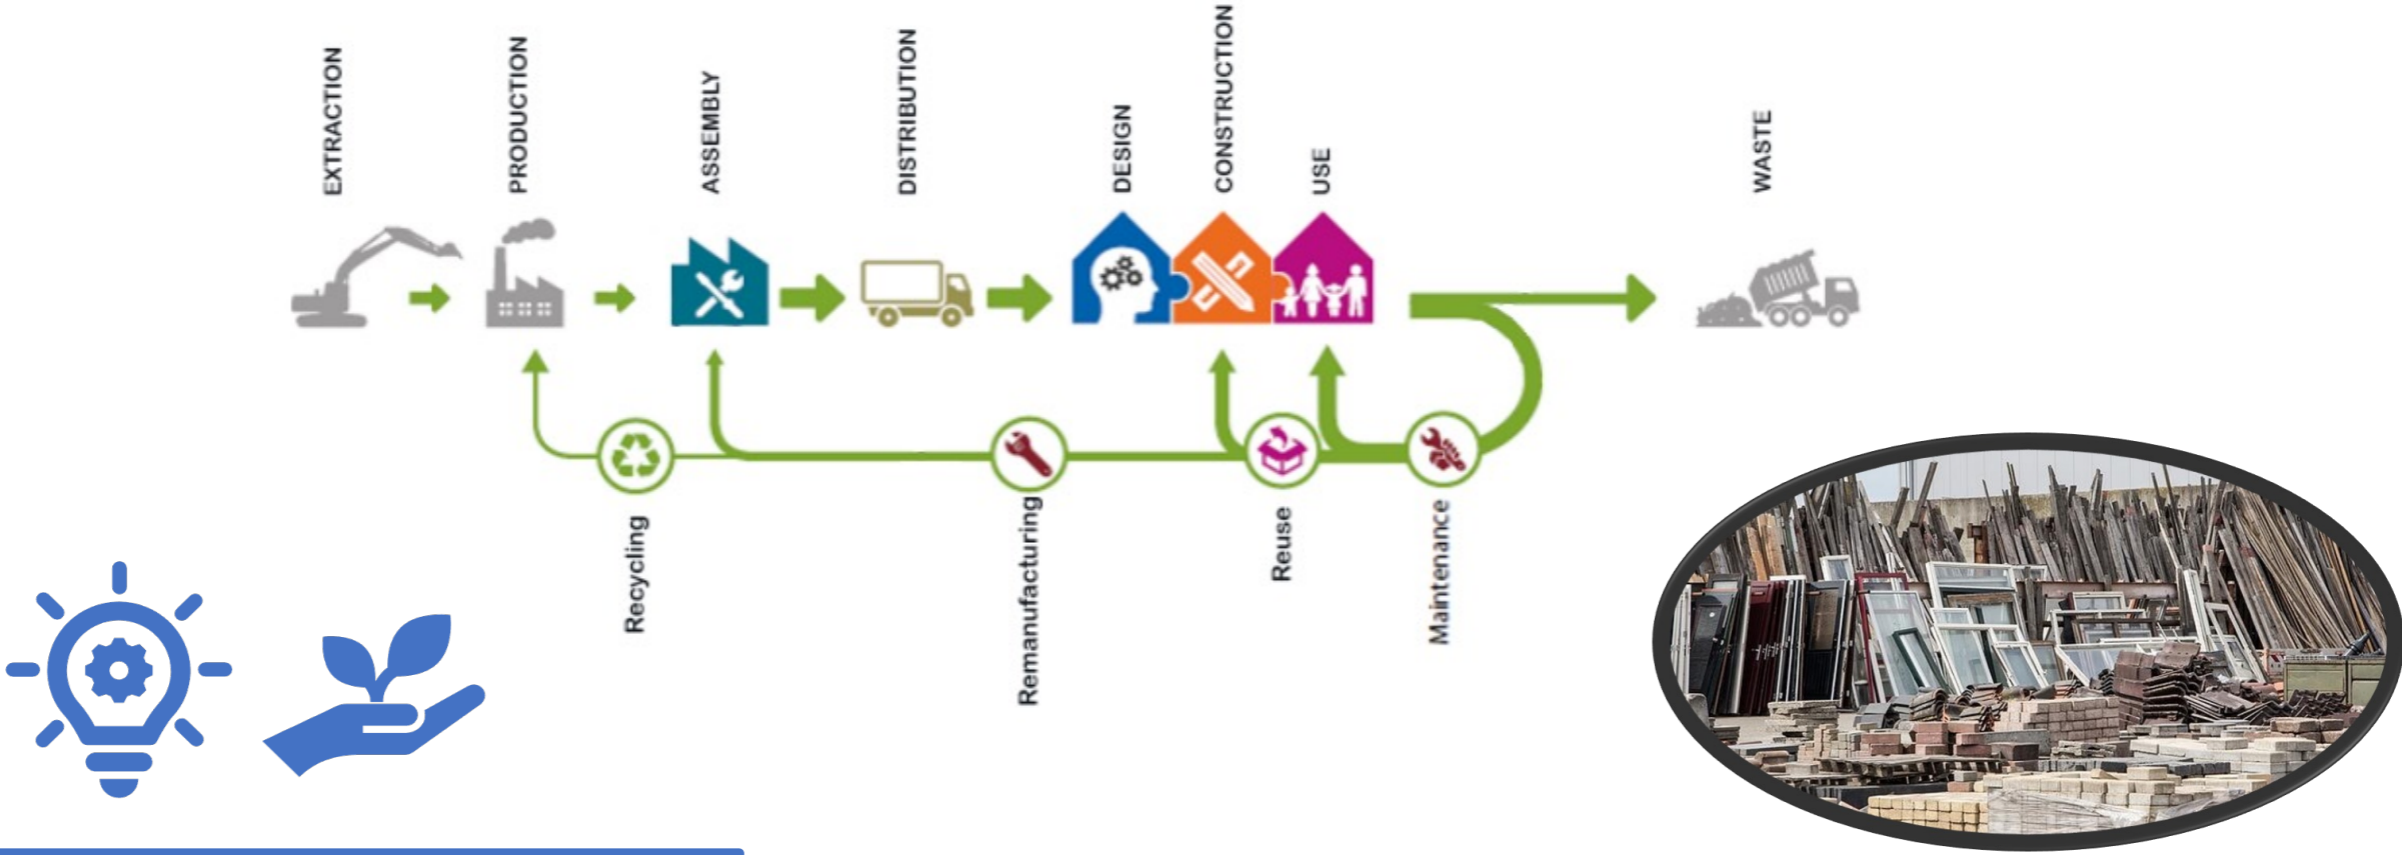 EXTRACTION
PRODUCTION
ASSEMBLY
DISTRIBUTION
DESIGN
CONSTRUCTION
USE
WASTE
Recycling
Remanufacturing
Reuse
Maintenance